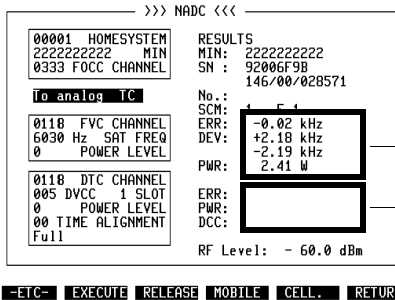 >>> NADC <<<
00001 HOMESYSTEM
2222222222 MIN
0333 FOCC CHANNEL
To analog TC
0118 FVC CHANNEL
6030 Hz SAT FREQ
0 POWER LEVEL
0118 DTC CHANNEL
005 DVCC 1 SLOT
0 POWER LEVEL
00 TIME ALIGNMENT
Full
RESULTS
MIN: 2222222222
SN : 92006F9B
146/00/028571
No.:
SCM:
ERR: -0.02 kHz
DEV: +2.18 kHz
-2.19 kHz
PWR: 2.41 W
ERR:
PWR:
DCC:
RF Level: - 60.0 dBm
-ETC- EXECUTE RELEASE MOBILE CELL. RETUR